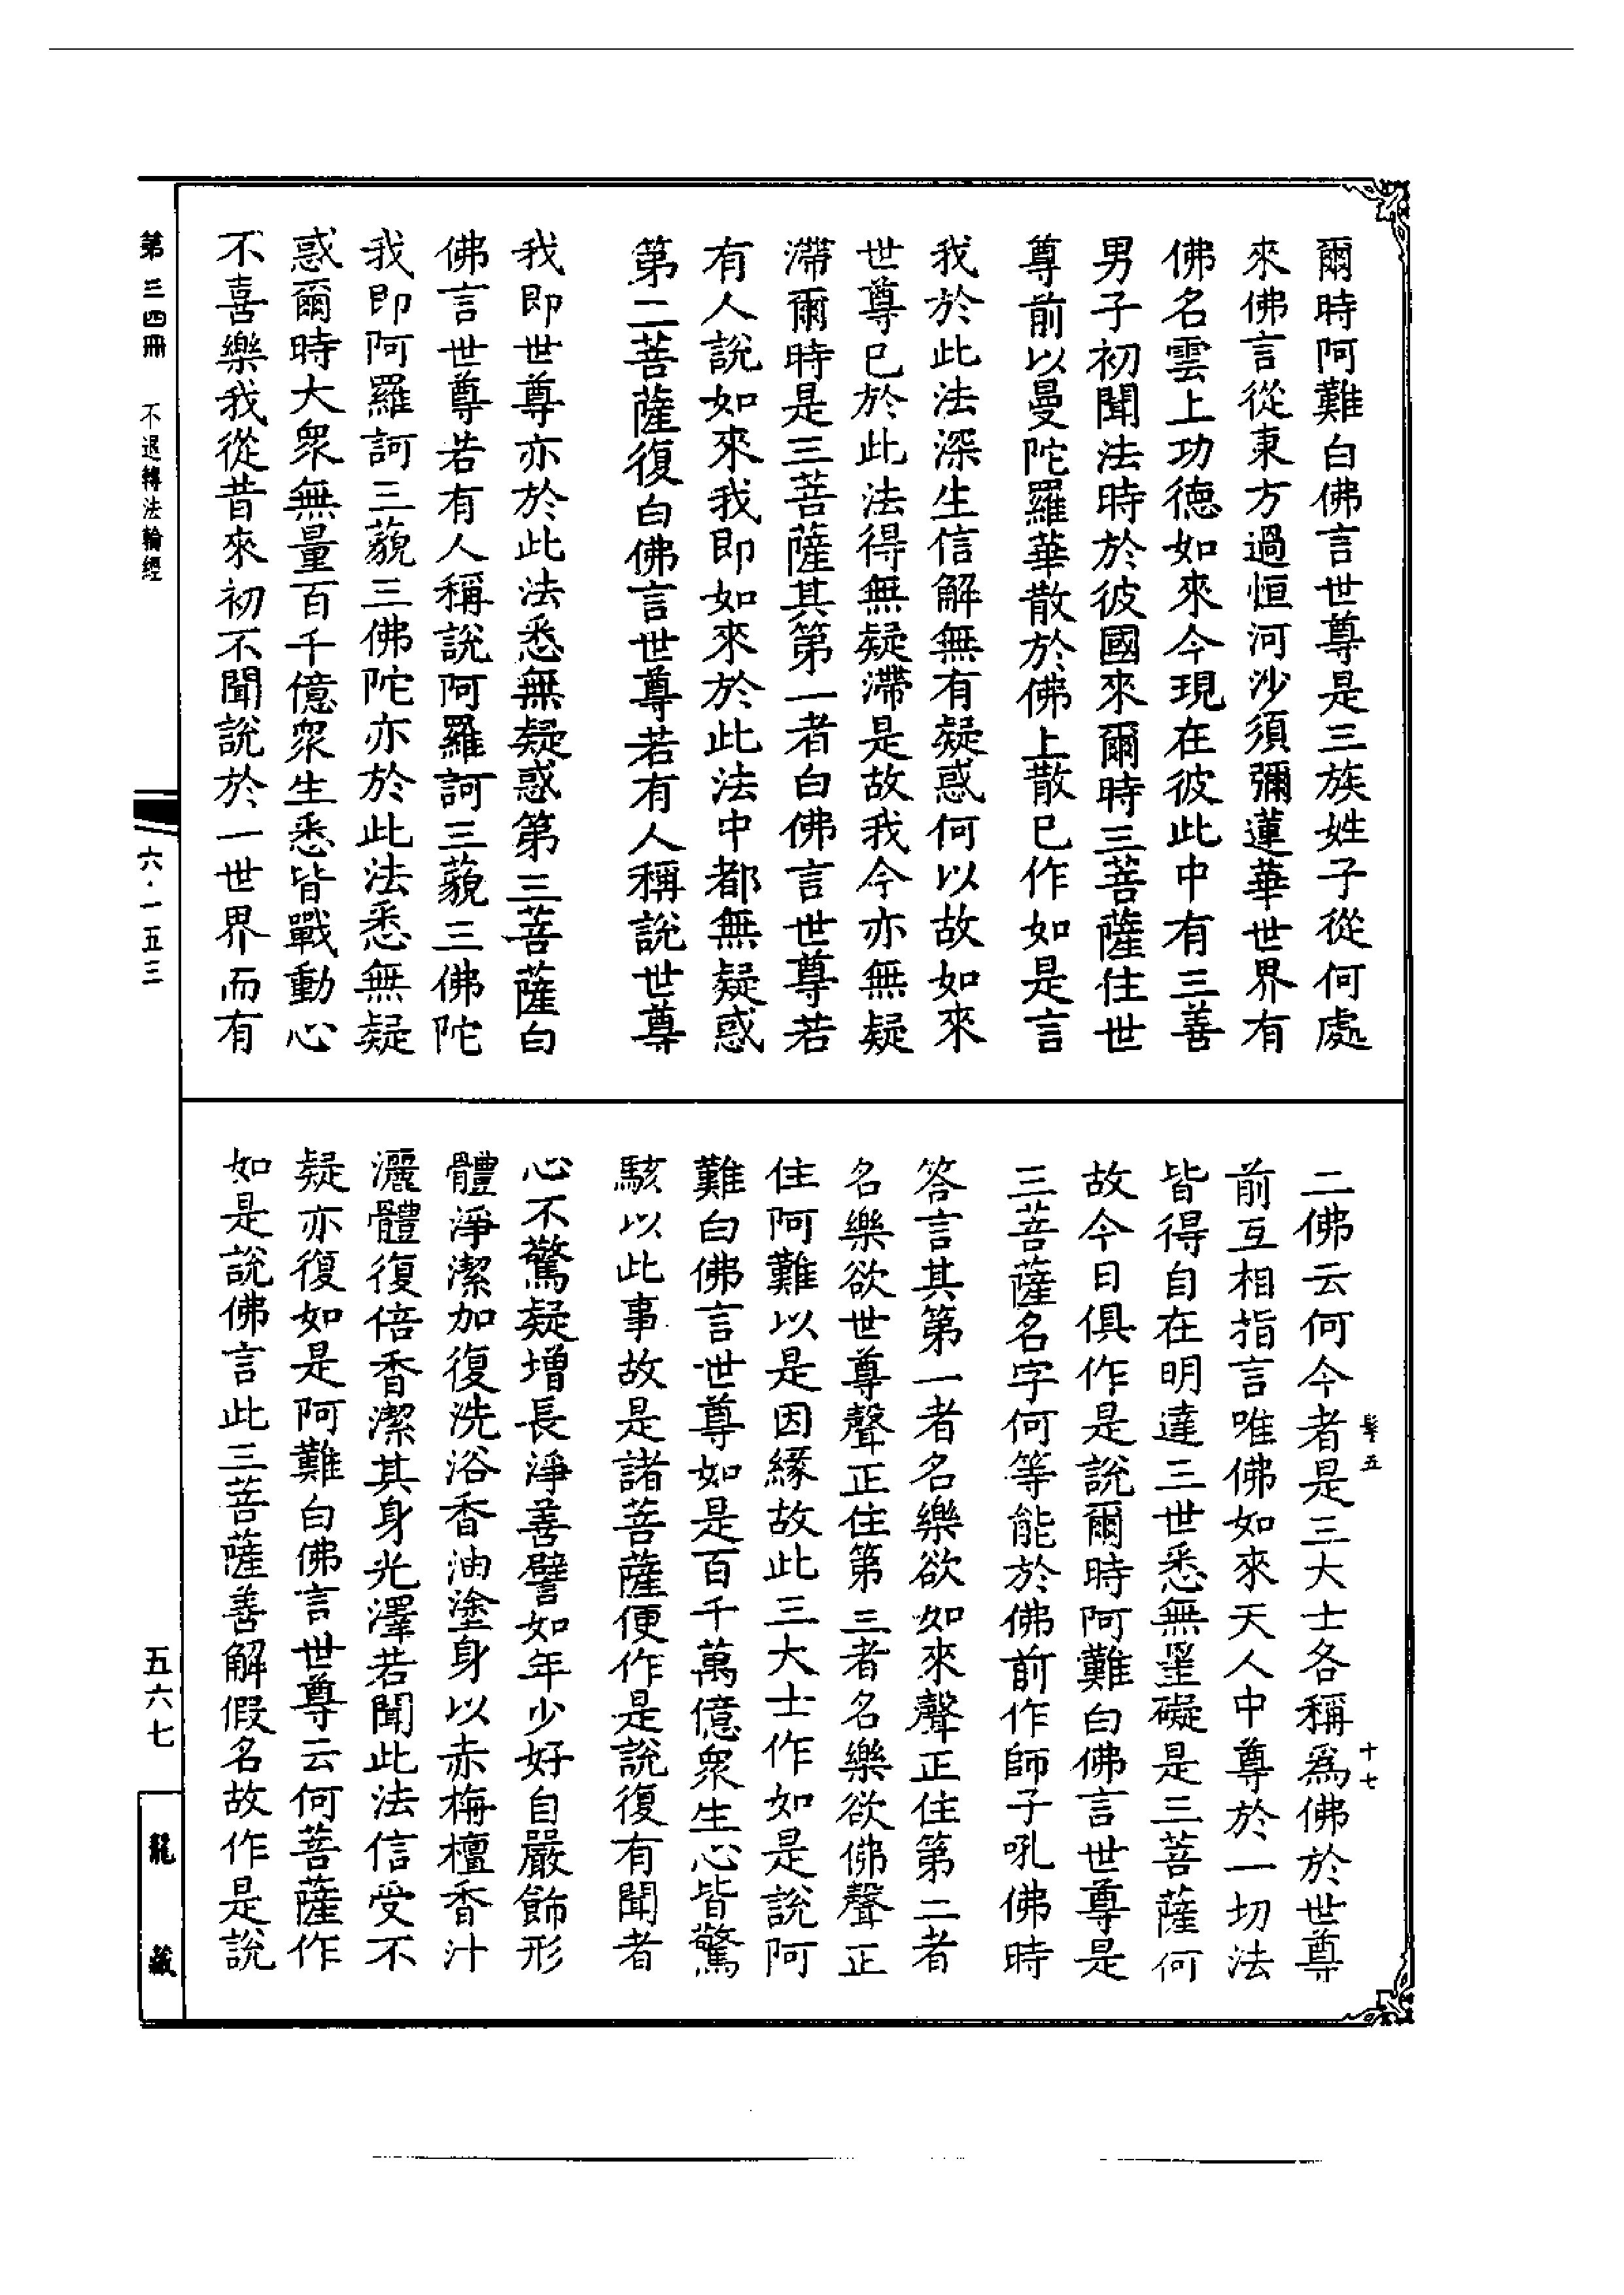 爾時阿難白佛言世尊是三族姓子從何處
來佛言從東方過恒河沙須彌蓮華世界有
佛名雲上功德如來今現在彼此中有三善
男子初聞法時於彼國來爾時三菩薩住世
尊前以曼陀羅華散於佛上散已作如是言
我於此法深生信解無有疑惑何以故如來
世尊已於此法得無疑滯是故我今亦無疑
滯爾時是三菩薩其第一者白佛言世尊若
有人說如來我即如來於此法中都無疑惑
第二菩薩復白佛言世尊若有人稱說世尊
我即世尊亦於此法悉無疑惑第三菩薩白
佛言世尊若有人稱說阿羅訶三藐三佛陀
我即阿羅訶三藐三佛陀亦於此法悉無疑
惑爾時大眾無量百千億眾生悉皆戰動心
不喜樂我從昔來初不聞說於一世界而有
二佛云何今者是三大士各稱為佛於世尊
前互相指言唯佛如來天人中尊於一切法
皆得自在明達三世悉無罣礙是三菩薩何
故今日俱作是說爾時阿難白佛言世尊是
三菩薩名字何等能於佛前作師子吼佛時
答言其第一者名樂欲如來聲正住第二者
名樂欲世尊聲正住第三者名樂欲佛聲正
住阿難以是因緣故此三大士作如是說阿
難白佛言世尊如是百千萬億眾生心皆驚
駭以此事故是諸菩薩便作是說復有聞者
心不驚疑增長淨善譬如年少好自嚴飾形
體淨潔加復洗浴香油塗身以赤栴檀香汁
灑體復倍香潔其身光澤若聞此法信受不
疑亦復如是阿難白佛言世尊云何菩薩作
如是說佛言此三菩薩善解假名故作是說
髮五
十七
第三四冊 不退轉法輪經
六·一五三
五六七
龍藏